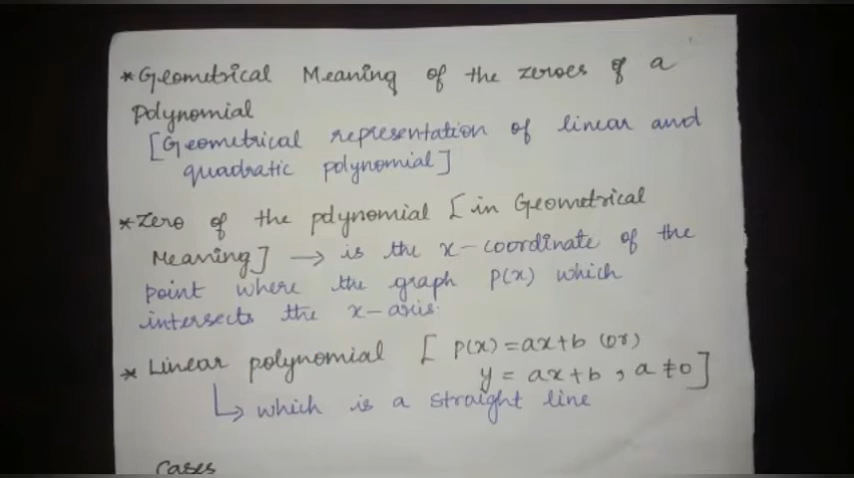 * Geometrical Meaning of the zeroes of a
Polynomial
[Geometrical representation of linear and
quadratic polynomial]
* Zero of the polynomial [in Geometrical
Meaning] → is the x-coordinate of the
point where the graph p(x) which
intersects the x-axis.
* Linear polynomial [ p(x) = ax+b (or)
y = ax+b, a ≠ 0]
↳ which is a straight line
Cases